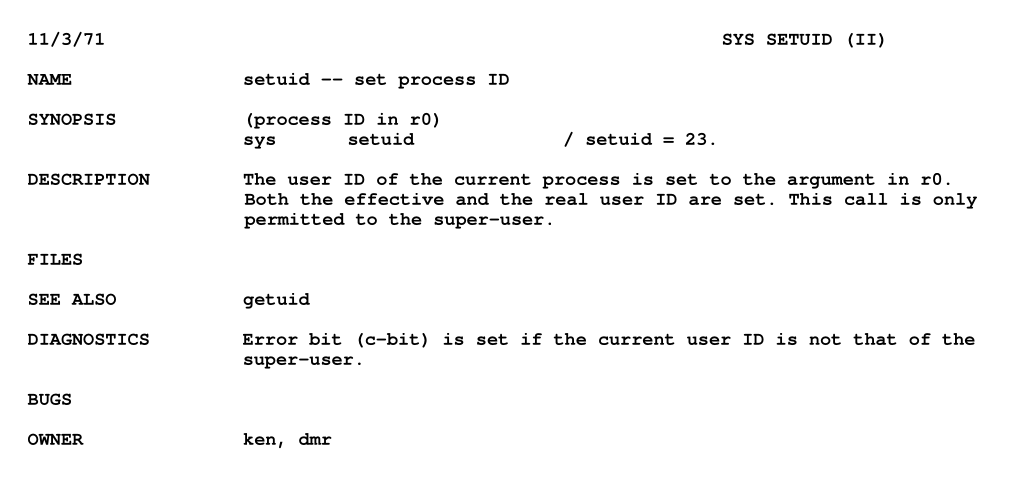 11/3/71 SYS SETUID (II)
NAME setuid -- set process ID
SYNOPSIS (process ID in r0)
sys setuid / setuid = 23.
DESCRIPTION The user ID of the current process is set to the argument in r0.
Both the effective and the real user ID are set. This call is only
permitted to the super-user.
FILES
SEE ALSO getuid
DIAGNOSTICS Error bit (c-bit) is set if the current user ID is not that of the
super-user.
BUGS
OWNER ken, dmr